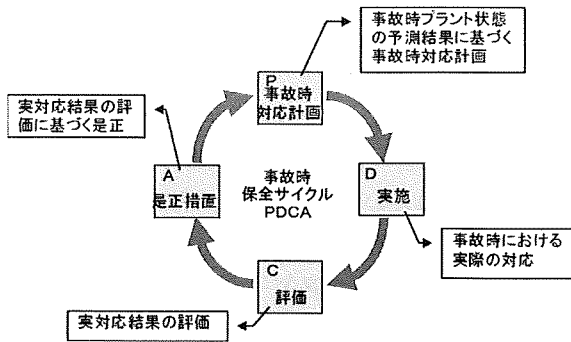 事故時プラント状態
の予測結果に基づく
事故時対応計画
P
事故時
対応計画
実対応結果の評
価に基づく是正
A
是正措置
事故時
保全サイクル
PDCA
D
実施
事故時における
実際の対応
C
評価
実対応結果の評価